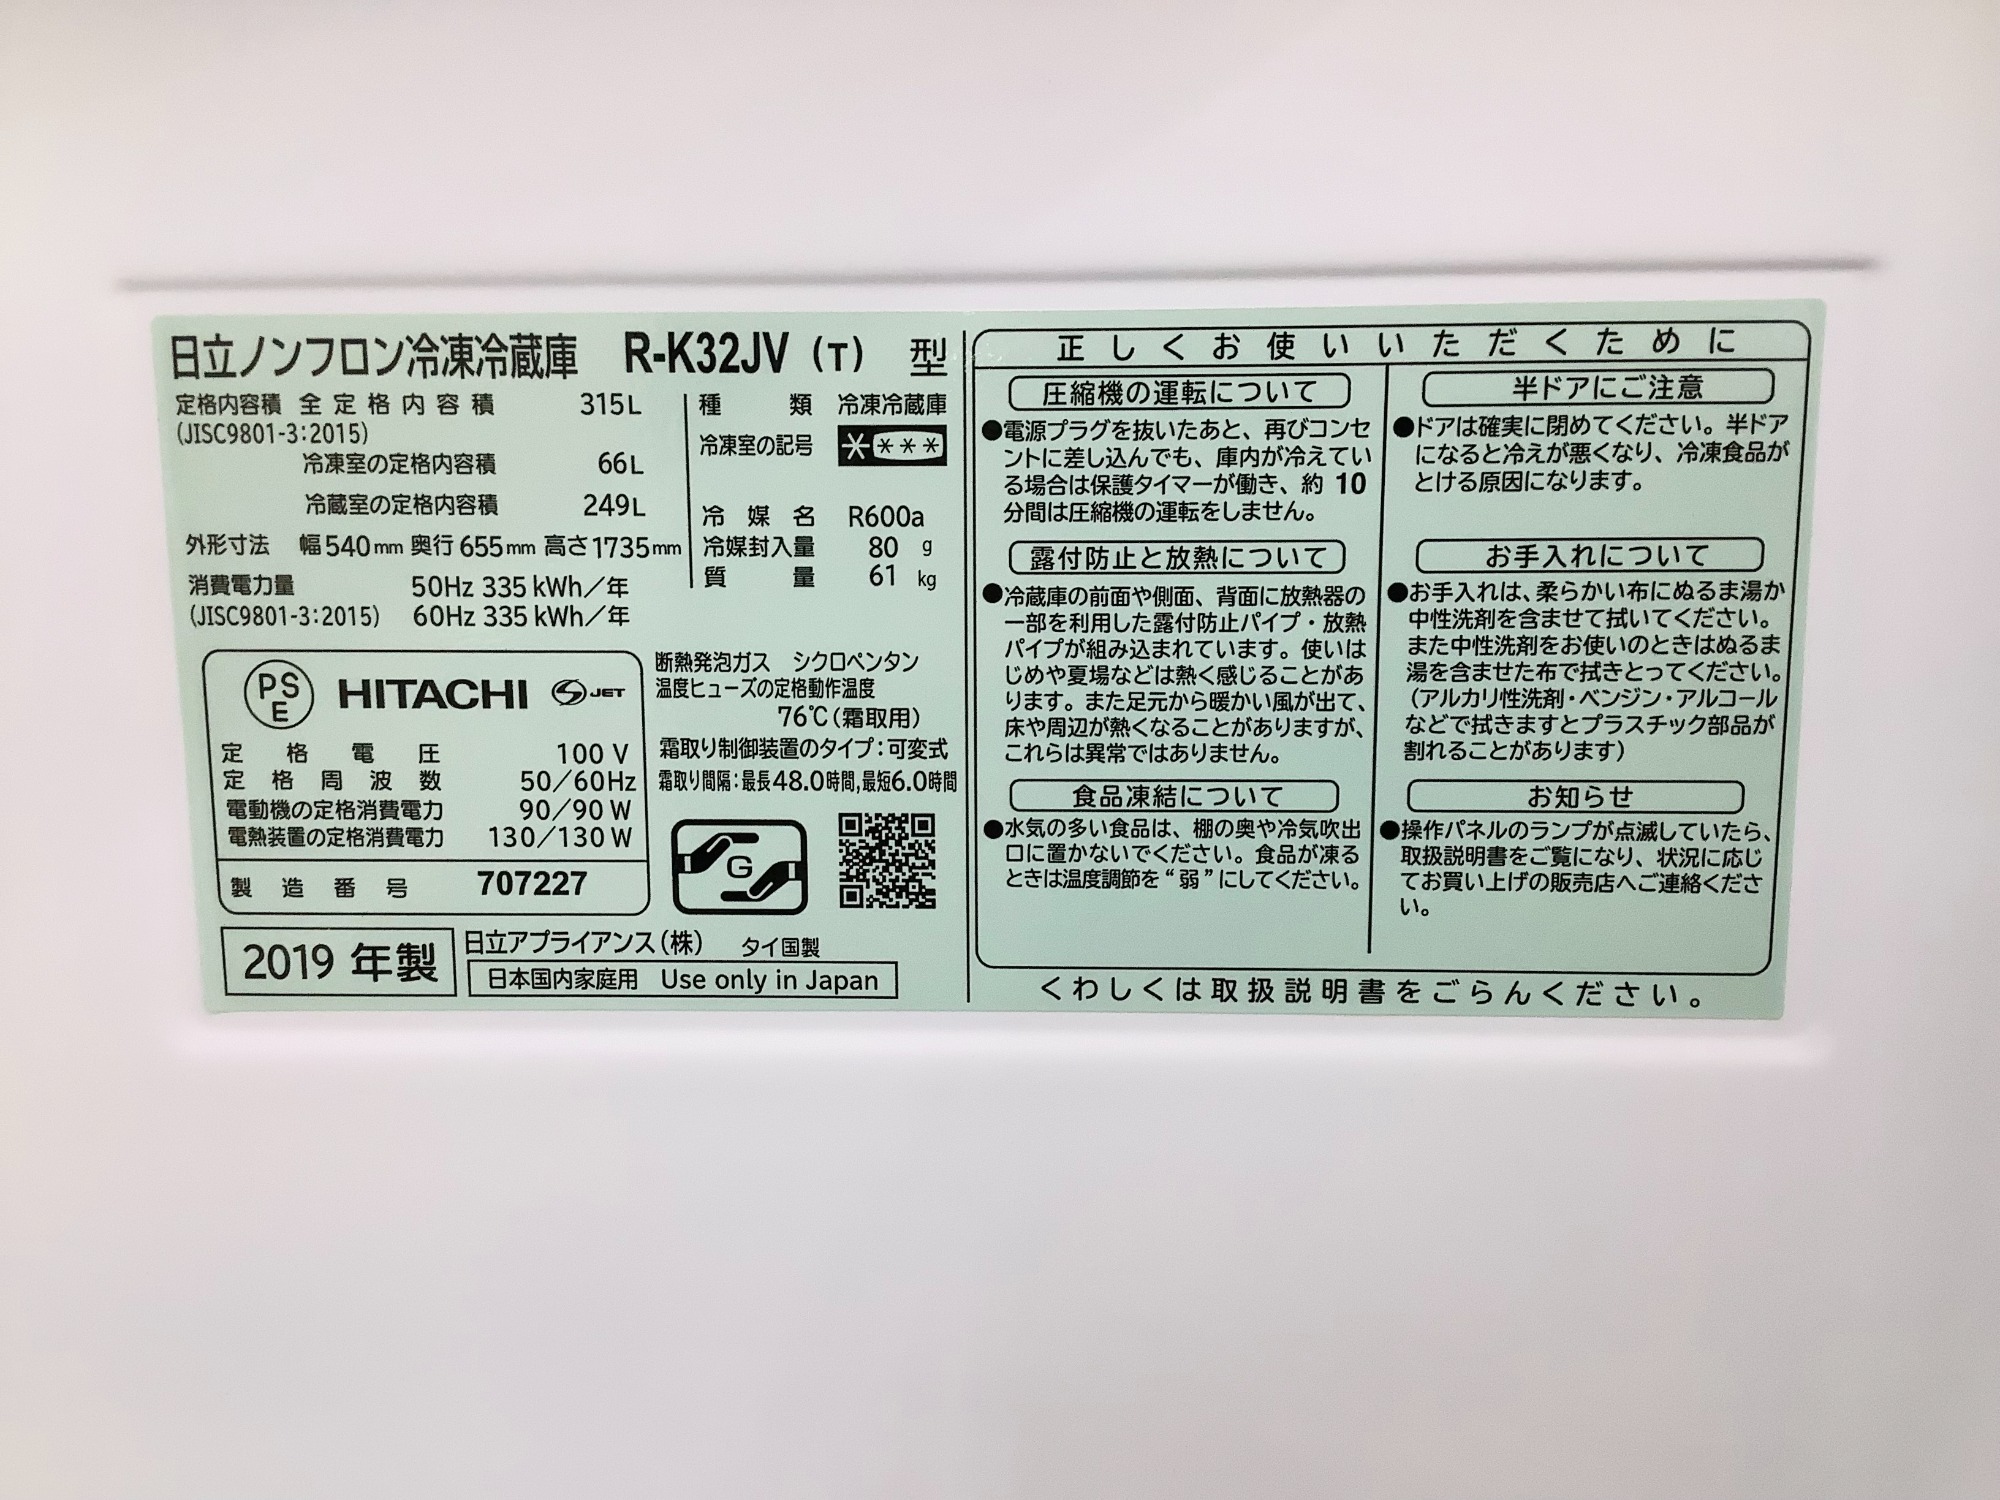 日立ノンフロン冷凍冷蔵庫 R-K32JV (T) 型
定格内容積 全定格内容積 315L
(JISC9801-3:2015)
冷凍室の定格内容積 66L
冷蔵室の定格内容積 249L
外形寸法 幅540mm 奥行655mm 高さ1735mm
消費電力量 50Hz 335kWh/年
(JISC9801-3:2015) 60Hz 335kWh/年
種類 冷凍冷蔵庫
冷凍室の記号 ****
冷媒名 R600a
冷媒封入量 80 g
質量 61 kg
PSE HITACHI S JET
定格電圧 100V
定格周波数 50/60Hz
電動機の定格消費電力 90/90W
電熱装置の定格消費電力 130/130W
製造番号 707227
断熱発泡ガス シクロペンタン
温度ヒューズの定格動作温度
76℃(霜取用)
霜取り制御装置のタイプ:可変式
霜取り間隔:最長48.0時間,最短6.0時間
G
2019年製
日立アプライアンス(株) タイ国製
日本国内家庭用 Use only in Japan
正しくお使いいただくために
圧縮機の運転について
●電源プラグを抜いたあと、再びコンセ
ントに差し込んでも、庫内が冷えてい
る場合は保護タイマーが働き、約 10
分間は圧縮機の運転をしません。
露付防止と放熱について
●冷蔵庫の前面や側面、背面に放熱器の
一部を利用した露付防止パイプ・放熱
パイプが組み込まれています。使いは
じめや夏場などは熱く感じることがあ
ります。また足元から暖かい風が出て、
床や周辺が熱くなることがありますが、
これらは異常ではありません。
食品凍結について
●水気の多い食品は、棚の奥や冷気吹出
口に置かないでください。食品が凍る
ときは温度調節を“弱”にしてください。
半ドアにご注意
●ドアは確実に閉めてください。半ドア
になると冷えが悪くなり、冷凍食品が
とける原因になります。
お手入れについて
●お手入れは、柔らかい布にぬるま湯か
中性洗剤を含ませて拭いてください。
また中性洗剤をお使いのときはぬるま
湯を含ませた布で拭きとってください。
(アルカリ性洗剤・ベンジン・アルコール
などで拭きますとプラスチック部品が
割れることがあります)
お知らせ
●操作パネルのランプが点滅していたら、
取扱説明書をご覧になり、状況に応じ
てお買い上げの販売店へご連絡くださ
い。
くわしくは取扱説明書をごらんください。